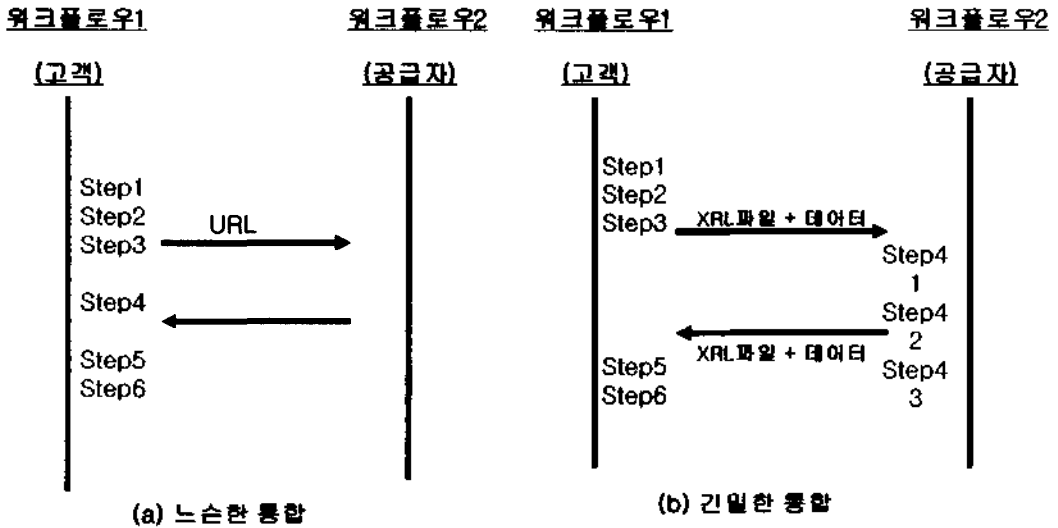 워크플로우1
(고객)
워크플로우2
(공급자)
Step1
Step2
Step3
URL
Step4
Step5
Step6
(a) 느슨한 통합
워크플로우1
(고객)
워크플로우2
(공급자)
Step1
Step2
Step3
XRL파일 + 데이터
Step4
1
Step4
2
XRL파일 + 데이터
Step4
3
Step5
Step6
(b) 긴밀한 통합